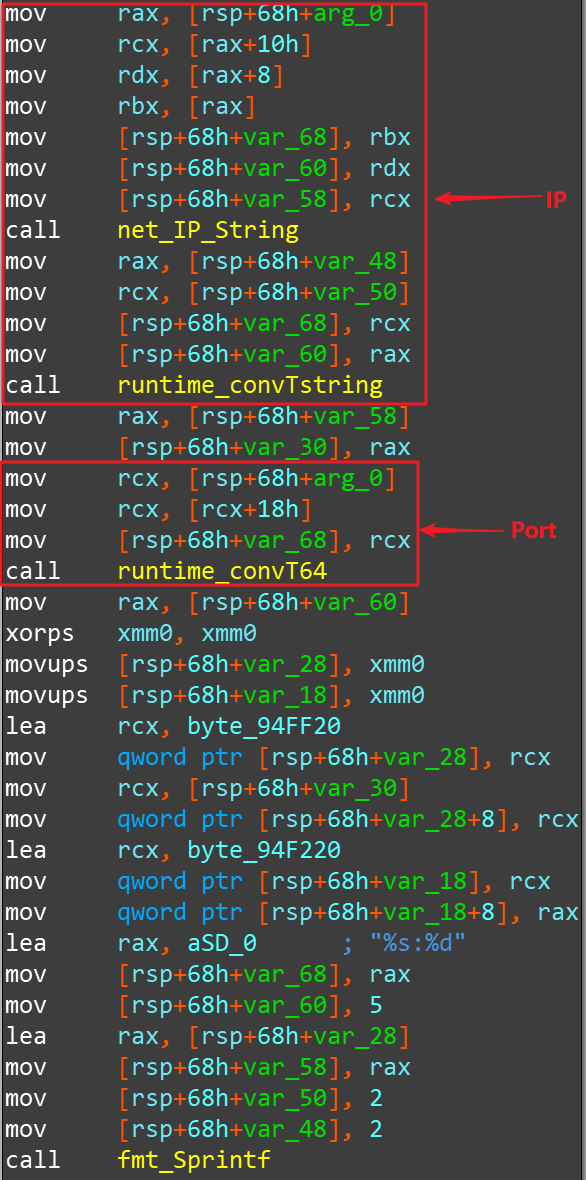 mov rax, [rsp+68h+arg_0]
mov rcx, [rax+10h]
mov rdx, [rax+8]
mov rbx, [rax]
mov [rsp+68h+var_68], rbx
mov [rsp+68h+var_60], rdx
mov [rsp+68h+var_58], rcx
IP
call net_IP_String
mov rax, [rsp+68h+var_48]
mov rcx, [rsp+68h+var_50]
mov [rsp+68h+var_68], rcx
mov [rsp+68h+var_60], rax
call runtime_convTstring
mov rax, [rsp+68h+var_58]
mov [rsp+68h+var_30], rax
mov rcx, [rsp+68h+arg_0]
mov rcx, [rcx+18h]
Port
mov [rsp+68h+var_68], rcx
call runtime_convT64
mov rax, [rsp+68h+var_60]
xorps xmm0, xmm0
movups [rsp+68h+var_28], xmm0
movups [rsp+68h+var_18], xmm0
lea rcx, byte_94FF20
mov qword ptr [rsp+68h+var_28], rcx
mov rcx, [rsp+68h+var_30]
mov qword ptr [rsp+68h+var_28+8], rcx
lea rcx, byte_94F220
mov qword ptr [rsp+68h+var_18], rcx
mov qword ptr [rsp+68h+var_18+8], rax
lea rax, aSD_0 ; "%s:%d"
mov [rsp+68h+var_68], rax
mov [rsp+68h+var_60], 5
lea rax, [rsp+68h+var_28]
mov [rsp+68h+var_58], rax
mov [rsp+68h+var_50], 2
mov [rsp+68h+var_48], 2
call fmt_Sprintf